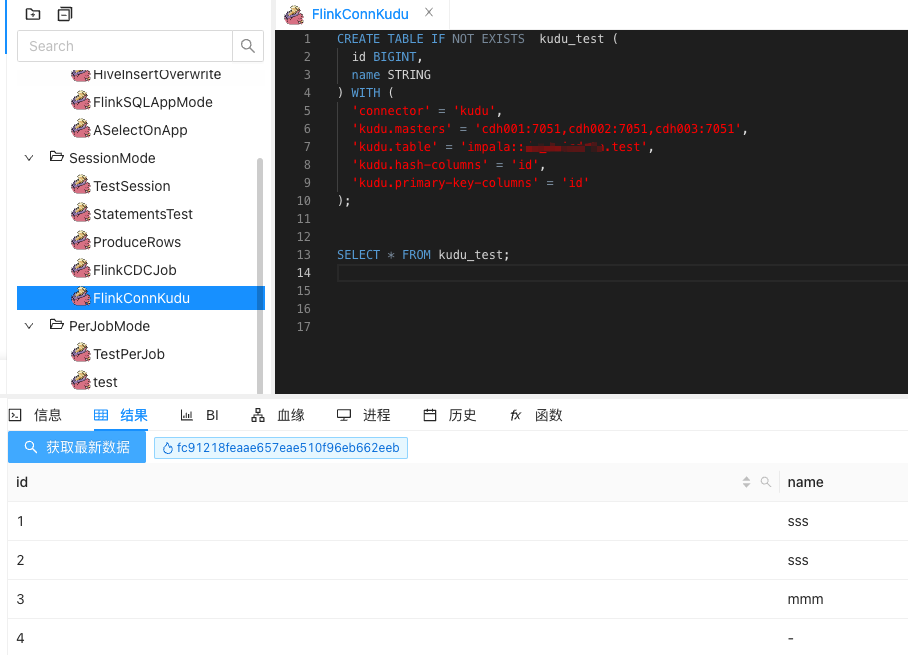 FlinkConnKudu
Search
HiveInsertOverwrite
FlinkSQLAppMode
ASelectOnApp
SessionMode
TestSession
StatementsTest
ProduceRows
FlinkCDCJob
FlinkConnKudu
PerJobMode
TestPerJob
test
1 CREATE TABLE IF NOT EXISTS  kudu_test (
2 id BIGINT,
3 name STRING
4 ) WITH (
5 'connector' = 'kudu',
6 'kudu.masters' = 'cdh001:7051,cdh002:7051,cdh003:7051',
7 'kudu.table' = 'impala::.test',
8 'kudu.hash-columns' = 'id',
9 'kudu.primary-key-columns' = 'id'
10 );
11
12
13 SELECT * FROM kudu_test;
14
15
16
17
信息 结果 BI 血缘 进程 历史 fx 函数
获取最新数据 fc91218feaae657eae510f96eb662eeb
id name
1 sss
2 sss
3 mmm
4 -